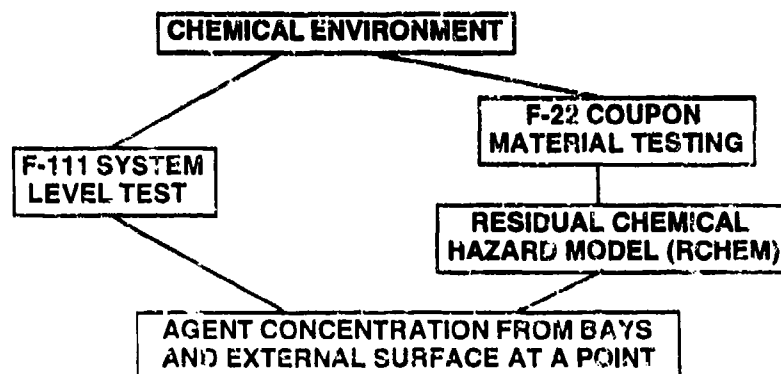 CHEMICAL ENVIRONMENT
F-22 COUPON
MATERIAL TESTING
F-111 SYSTEM
LEVEL TEST
RESIDUAL CHEMICAL
HAZARD MODEL (RCHEM)
AGENT CONCENTRATION FROM BAYS
AND EXTERNAL SURFACE AT A POINT